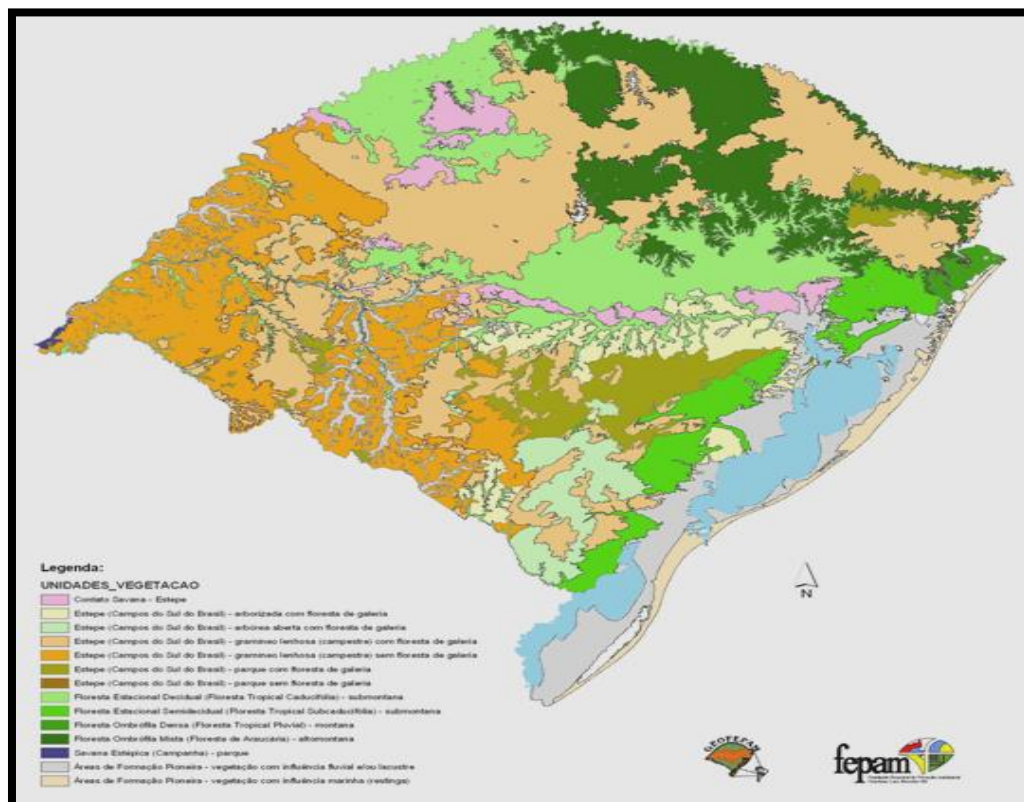 Legenda:
UNIDADES_VEGETACAO
Contato Savana - Estepe
Estepe (Campos do Sul do Brasil) - arborizada com floresta de galeria
Estepe (Campos do Sul do Brasil) - arbórea aberta com floresta de galeria
Estepe (Campos do Sul do Brasil) - gramíneo lenhosa (campestre) com floresta de galeria
Estepe (Campos do Sul do Brasil) - gramíneo lenhosa (campestre) sem floresta de galeria
Estepe (Campos do Sul do Brasil) - parque com floresta de galeria
Estepe (Campos do Sul do Brasil) - parque sem floresta de galeria
Floresta Estacional Decidual (Floresta Tropical Caducifólia) - submontana
Floresta Estacional Semidecidual (Floresta Tropical Subcaducifólia) - submontana
Floresta Ombrófila Densa (Floresta Tropical Pluvial) - montana
Floresta Ombrófila Mista (Floresta de Araucária) - altomontana
Savana Estépica (Campanha) - parque
Áreas de Formação Pioneira - vegetação com influência fluvial e/ou lacustre
Áreas de Formação Pioneira - vegetação com influência marinha (restinga)
N
GEOFEPAM
fepam